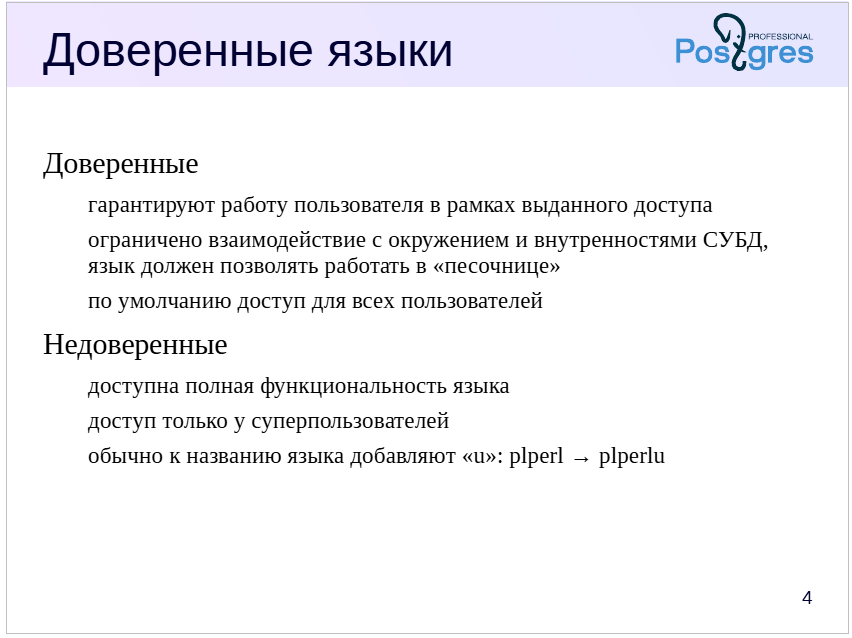 Доверенные языки
PROFESSIONAL
Postgres
Доверенные
гарантируют работу пользователя в рамках выданного доступа
ограничено взаимодействие с окружением и внутренностями СУБД,
язык должен позволять работать в «песочнице»
по умолчанию доступ для всех пользователей
Недоверенные
доступна полная функциональность языка
доступ только у суперпользователей
обычно к названию языка добавляют «u»: plperl → plperlu
4